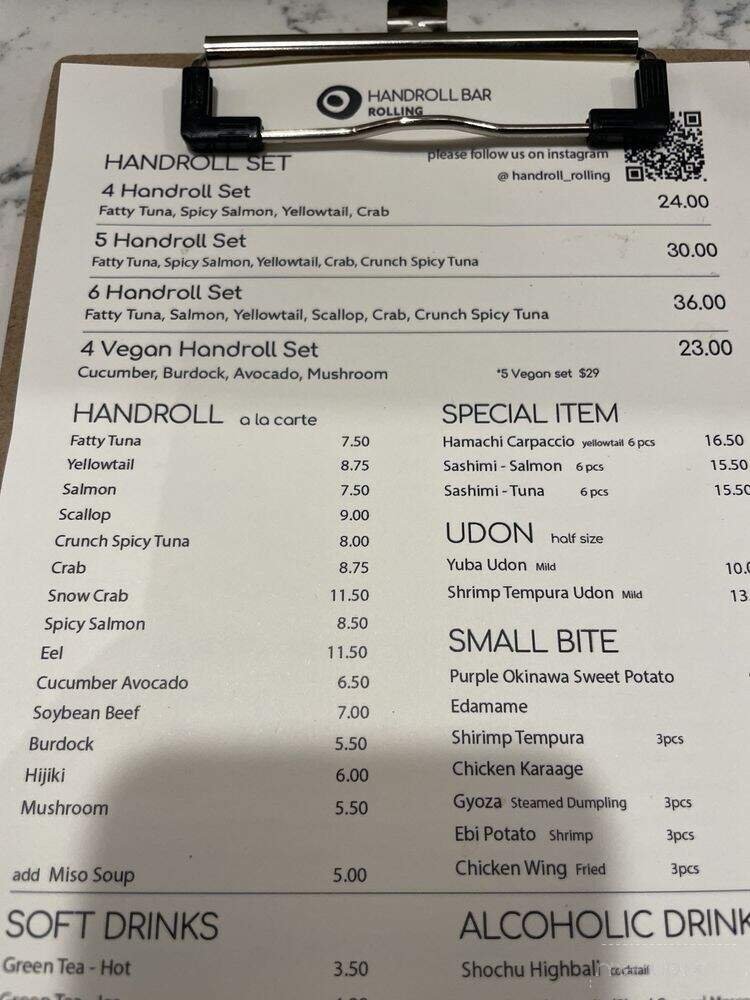 HANDROLL BAR
ROLLING
please follow us on instagram
@ handroll_rolling
HANDROLL SET
4 Handroll Set 24.00
Fatty Tuna, Spicy Salmon, Yellowtail, Crab
5 Handroll Set 30.00
Fatty Tuna, Spicy Salmon, Yellowtail, Crab, Crunch Spicy Tuna
6 Handroll Set 36.00
Fatty Tuna, Salmon, Yellowtail, Scallop, Crab, Crunch Spicy Tuna
4 Vegan Handroll Set 23.00
Cucumber, Burdock, Avocado, Mushroom *5 Vegan set $29
HANDROLL a la carte
Fatty Tuna 7.50
Yellowtail 8.75
Salmon 7.50
Scallop 9.00
Crunch Spicy Tuna 8.00
Crab 8.75
Snow Crab 11.50
Spicy Salmon 8.50
Eel 11.50
Cucumber Avocado 6.50
Soybean Beef 7.00
Burdock 5.50
Hijiki 6.00
Mushroom 5.50
add Miso Soup 5.00
SPECIAL ITEM
Hamachi Carpaccio yellowtail 6 pcs 16.50
Sashimi - Salmon 6 pcs 15.50
Sashimi - Tuna 6 pcs 15.50
UDON half size
Yuba Udon Mild 10.0
Shrimp Tempura Udon Mild 13.
SMALL BITE
Purple Okinawa Sweet Potato
Edamame
Shirimp Tempura 3pcs
Chicken Karaage
Gyoza Steamed Dumpling 3pcs
Ebi Potato Shrimp 3pcs
Chicken Wing Fried 3pcs
SOFT DRINKS
Green Tea - Hot 3.50
ALCOHOLIC DRINK
Shochu Highball cocktail